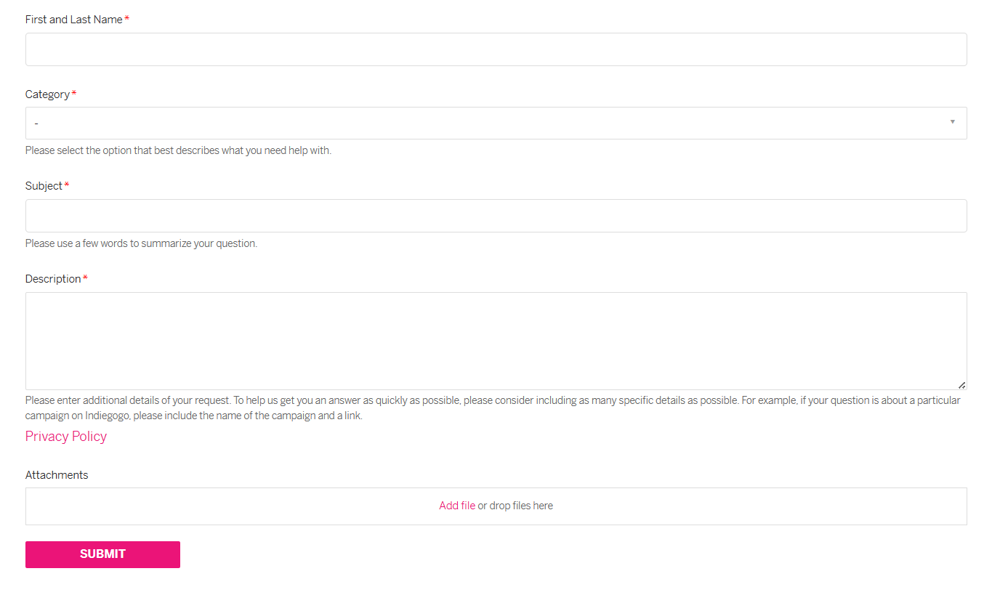 First and Last Name*
Category*
-
Please select the option that best describes what you need help with.
Subject*
Please use a few words to summarize your question.
Description*
Please enter additional details of your request. To help us get you an answer as quickly as possible, please consider including as many specific details as possible. For example, if your question is about a particular
campaign on Indiegogo, please include the name of the campaign and a link.
Privacy Policy
Attachments
Add file or drop files here
SUBMIT